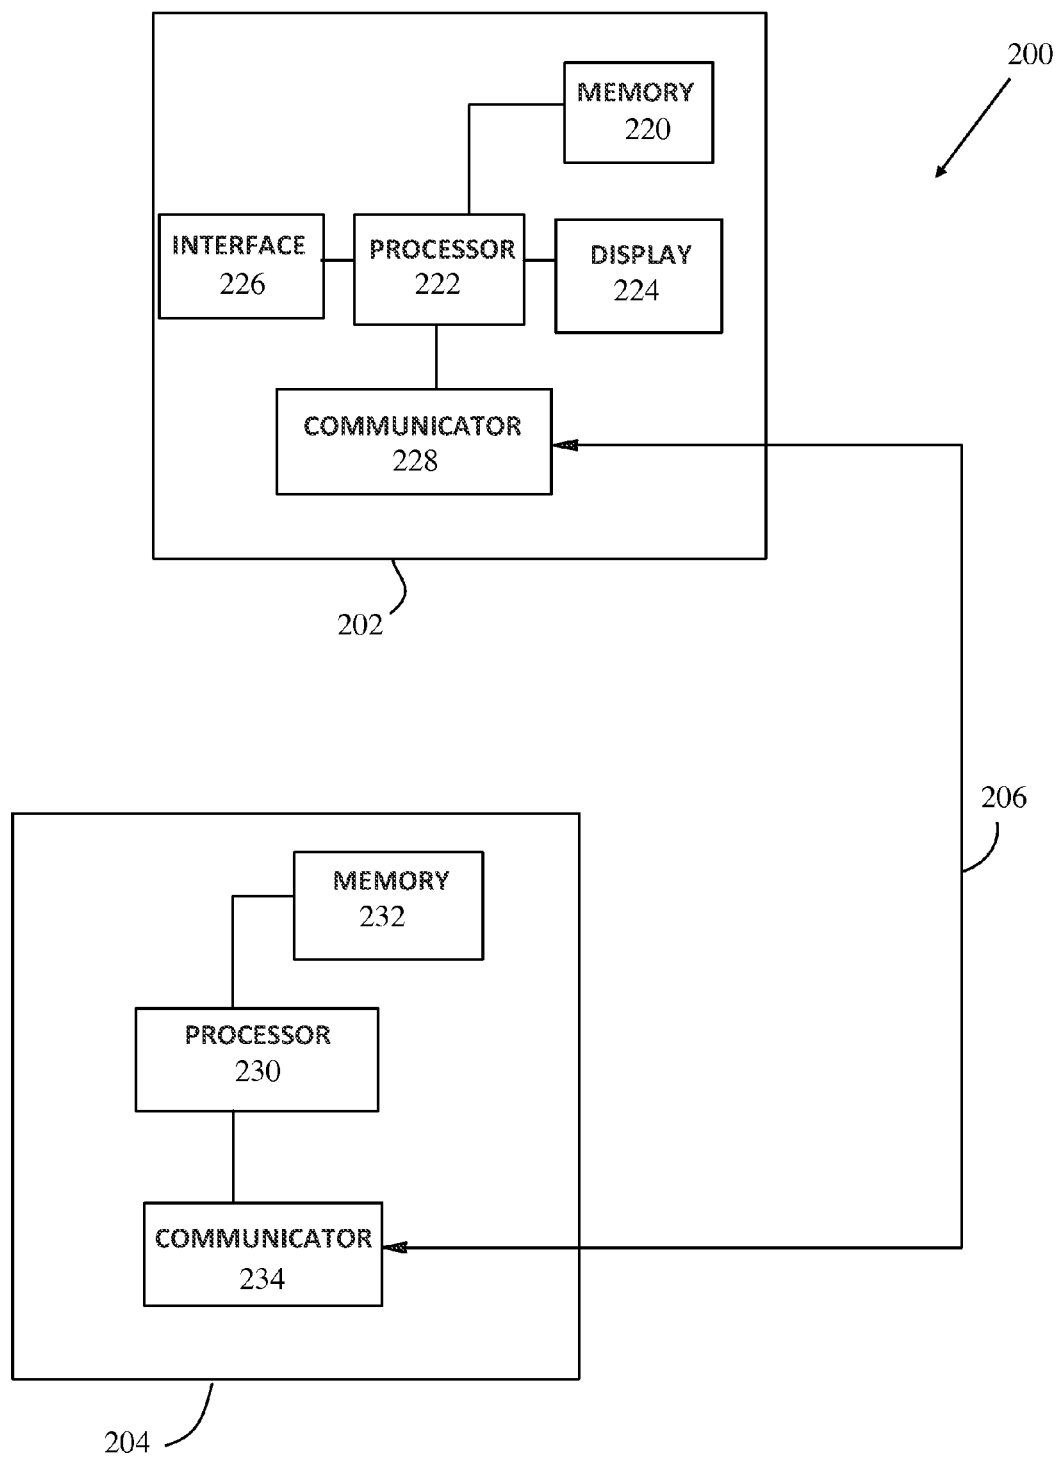 200
MEMORY
220
INTERFACE
226
PROCESSOR
222
DISPLAY
224
COMMUNICATOR
228
202
206
MEMORY
232
PROCESSOR
230
COMMUNICATOR
234
204